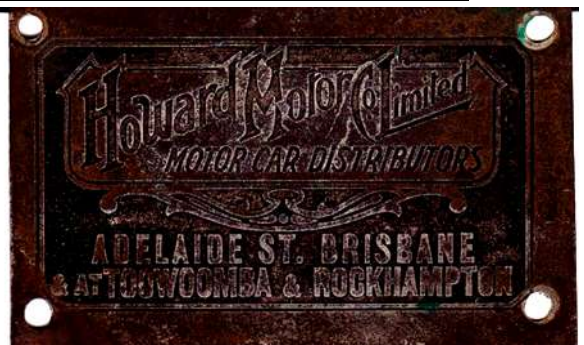 Howard Motor Co Limited
MOTOR CAR DISTRIBUTORS
ADELAIDE ST. BRISBANE
& AT TOOWOOMBA & ROCKHAMPTON